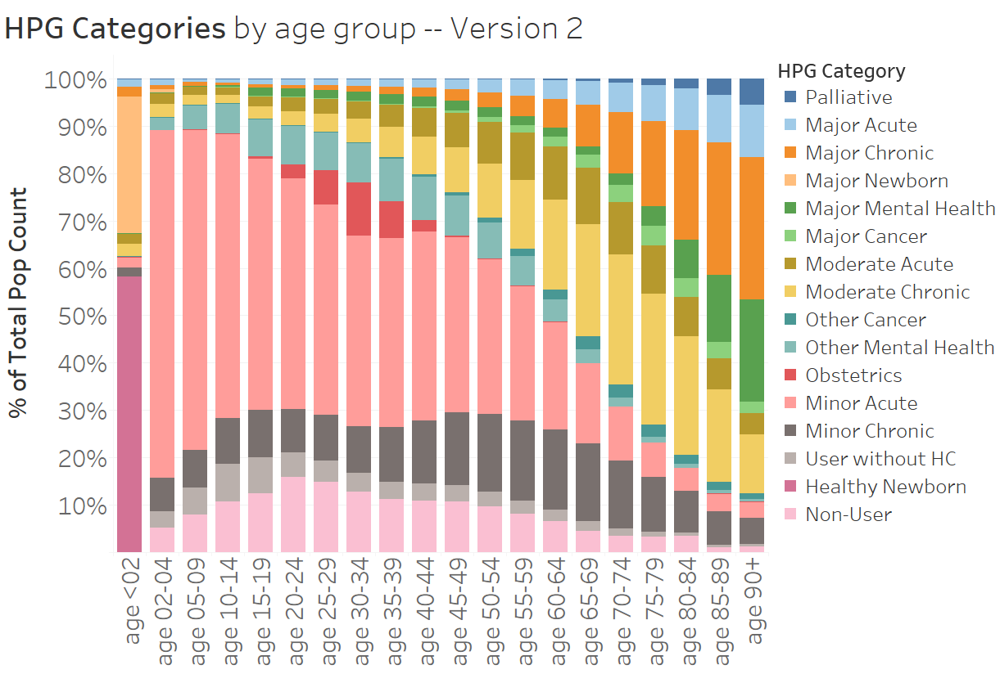 HPG Categories by age group -- Version 2
% of Total Pop Count
100%
90%
80%
70%
60%
50%
40%
30%
20%
10%
age <02
age 02-04
age 05-09
age 10-14
age 15-19
age 20-24
age 25-29
age 30-34
age 35-39
age 40-44
age 45-49
age 50-54
age 55-59
age 60-64
age 65-69
age 70-74
age 75-79
age 80-84
age 85-89
age 90+
HPG Category
Palliative
Major Acute
Major Chronic
Major Newborn
Major Mental Health
Major Cancer
Moderate Acute
Moderate Chronic
Other Cancer
Other Mental Health
Obstetrics
Minor Acute
Minor Chronic
User without HC
Healthy Newborn
Non-User